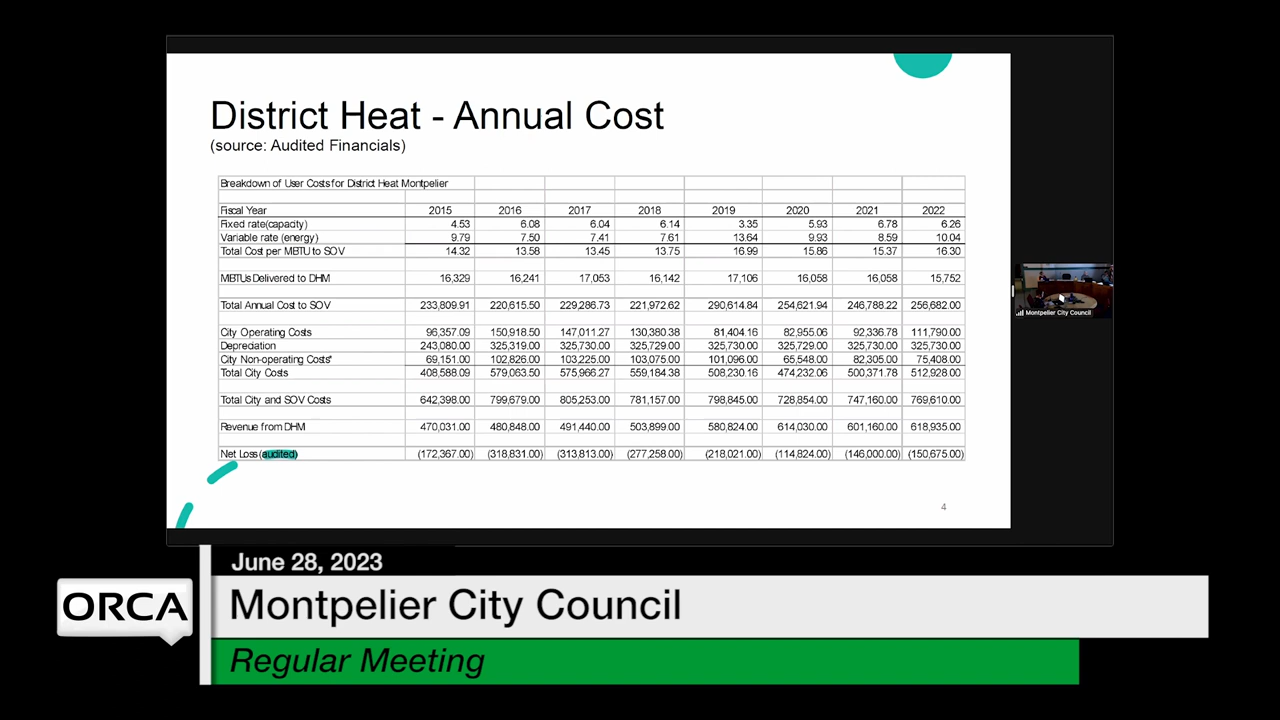 District Heat - Annual Cost
(source: Audited Financials)
Breakdown of User Costs for District Heat Montpelier
Fiscal Year 2015 2016 2017 2018 2019 2020 2021 2022
Fixed rate(capacity) 4.53 6.08 6.04 6.14 3.35 5.93 6.78 6.26
Variable rate (energy) 9.79 7.50 7.41 7.61 13.64 9.93 8.59 10.04
Total Cost per MBTU to SOV 14.32 13.58 13.45 13.75 16.99 15.86 15.37 16.30
MBTUs Delivered to DHM 16,329 16,241 17,053 16,142 17,106 16,058 16,058 15,752
Total Annual Cost to SOV 233,809.91 220,615.50 229,286.73 221,972.62 290,614.84 254,621.94 246,788.22 256,682.00
City Operating Costs 96,357.09 150,918.50 147,011.27 130,380.38 81,404.16 82,955.06 92,336.78 111,790.00
Depreciation 243,080.00 325,319.00 325,730.00 325,729.00 325,730.00 325,729.00 325,730.00 325,730.00
City Non-operating Costs* 69,151.00 102,826.00 103,225.00 103,075.00 101,096.00 65,548.00 82,305.00 75,408.00
Total City Costs 408,588.09 579,063.50 575,966.27 559,184.38 508,230.16 474,232.06 500,371.78 512,928.00
Total City and SOV Costs 642,398.00 799,679.00 805,253.00 781,157.00 798,845.00 728,854.00 747,160.00 769,610.00
Revenue from DHM 470,031.00 480,848.00 491,440.00 503,899.00 580,824.00 614,030.00 601,160.00 618,935.00
Net Loss (audited) (172,367.00) (318,831.00) (313,813.00) (277,258.00) (218,021.00) (114,824.00) (146,000.00) (150,675.00)
4
Montpelier City Council
June 28, 2023
ORCA
Montpelier City Council
Regular Meeting